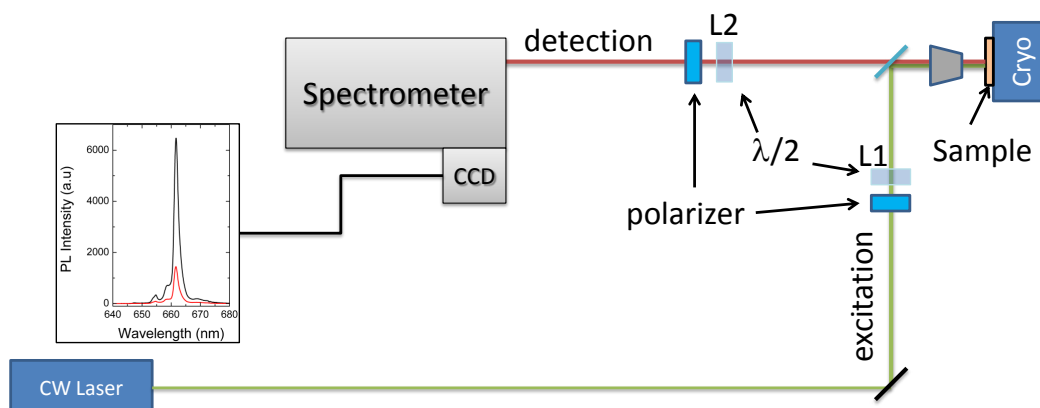 detection
L2
Spectrometer
CCD
λ/2
L1
Sample
Cryo
polarizer
excitation
PL Intensity (a.u)
6000
4000
2000
0
640 650 660 670 680
Wavelength (nm)
CW Laser